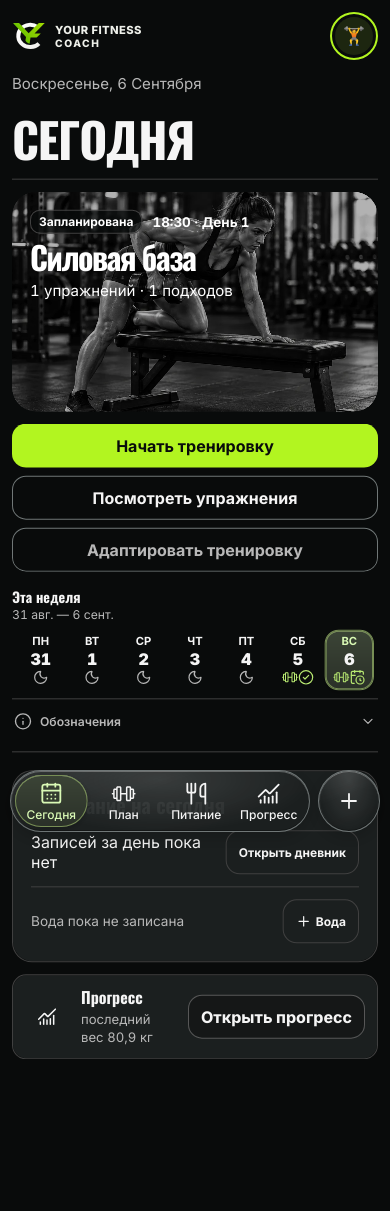 YOUR FITNESS
COACH
Воскресенье, 6 Сентября
СЕГОДНЯ
Запланирована 18:30 · День 1
Силовая база
1 упражнений · 1 подходов
Начать тренировку
Посмотреть упражнения
Адаптировать тренировку
Эта неделя
31 авг. — 6 сент.
ПН ВТ СР ЧТ ПТ СБ ВС
31 1 2 3 4 5 6
Обозначения
на сегодня
Сегодня План Питание Прогресс
Записей за день пока
нет
Открыть дневник
Вода пока не записана
+ Вода
Прогресс
последний
вес 80,9 кг
Открыть прогресс